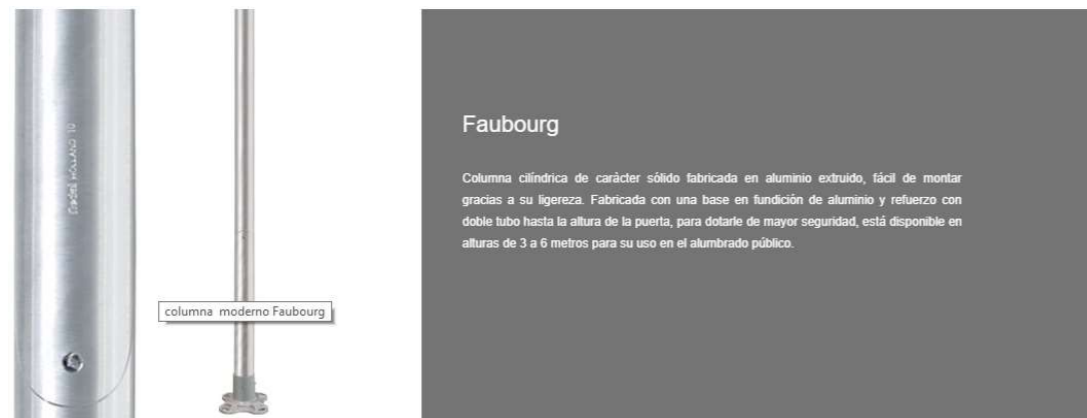 Faubourg
Columna cilíndrica de carácter sólido fabricada en aluminio extruido, fácil de montar
gracias a su ligereza. Fabricada con una base en fundición de aluminio y refuerzo con
doble tubo hasta la altura de la puerta, para dotarle de mayor seguridad, está disponible en
alturas de 3 a 6 metros para su uso en el alumbrado público.
columna moderno Faubourg